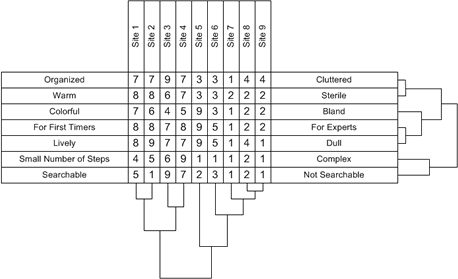 Site 1 Site 2 Site 3 Site 4 Site 5 Site 6 Site 7 Site 8 Site 9
Organized 7 7 9 7 3 3 1 4 4 Cluttered
Warm 8 8 6 7 3 3 2 2 2 Sterile
Colorful 7 6 4 5 9 3 1 2 2 Bland
For First Timers 8 8 7 8 9 5 1 2 2 For Experts
Lively 8 9 7 7 9 5 1 4 1 Dull
Small Number of Steps 4 5 6 9 1 1 1 2 1 Complex
Searchable 5 1 9 7 2 3 1 2 1 Not Searchable